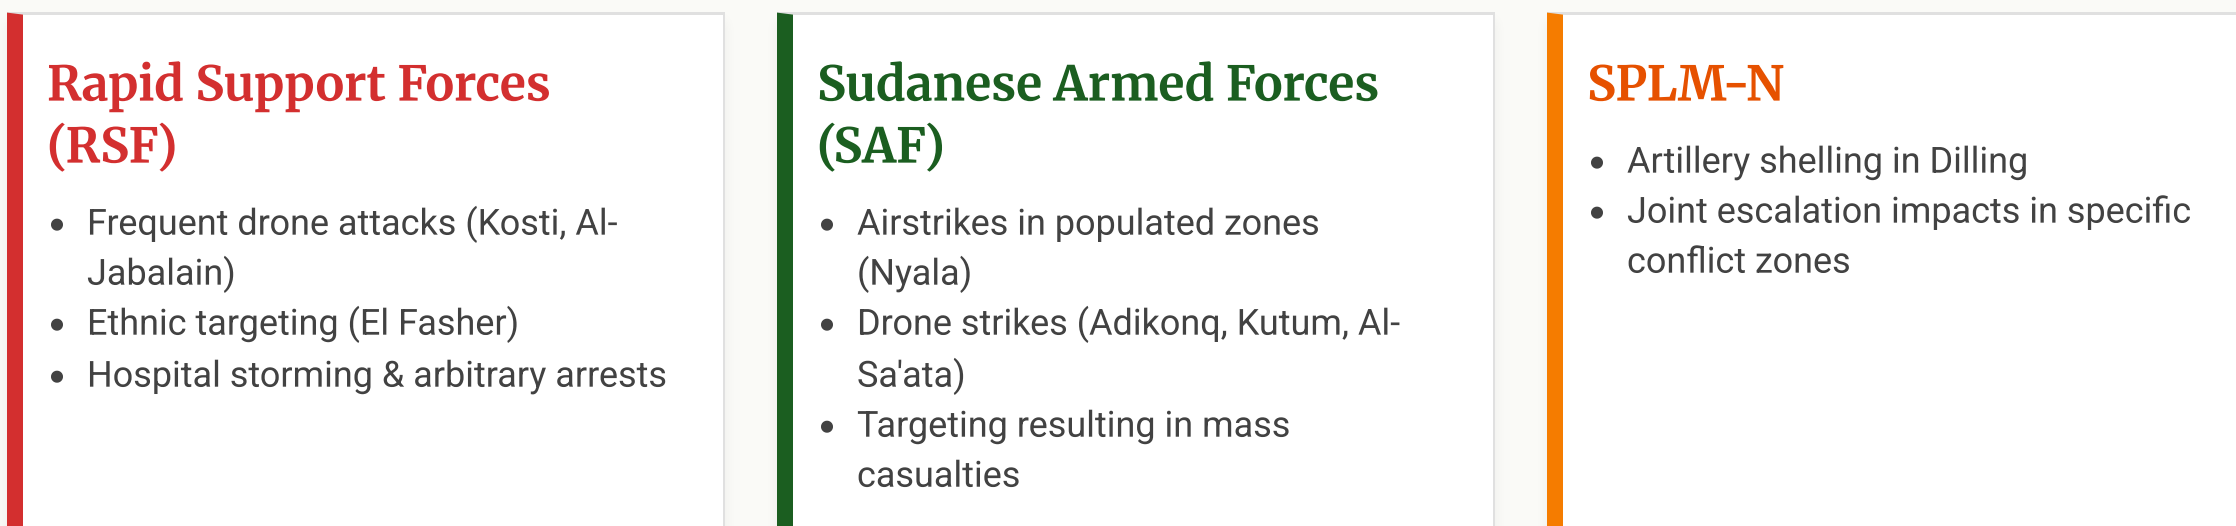 Rapid Support Forces
(RSF)
• Frequent drone attacks (Kosti, Al-
Jabalain)
• Ethnic targeting (El Fasher)
• Hospital storming & arbitrary arrests
Sudanese Armed Forces
(SAF)
• Airstrikes in populated zones
(Nyala)
• Drone strikes (Adikonq, Kutum, Al-
Sa'ata)
• Targeting resulting in mass
casualties
SPLM-N
• Artillery shelling in Dilling
• Joint escalation impacts in specific
conflict zones